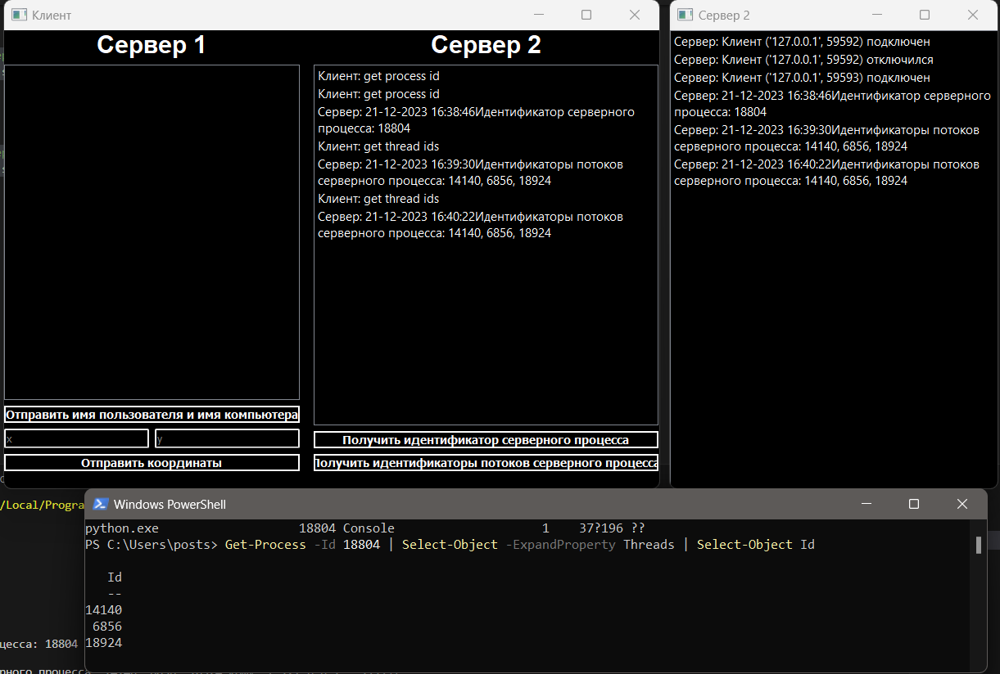 Клиент
Сервер 1
Отправить имя пользователя и имя компьютера
x
y
Отправить координаты
Сервер 2
Клиент: get process id
Клиент: get process id
Сервер: 21-12-2023 16:38:46Идентификатор серверного
процесса: 18804
Клиент: get thread ids
Сервер: 21-12-2023 16:39:30Идентификаторы потоков
серверного процесса: 14140, 6856, 18924
Клиент: get thread ids
Сервер: 21-12-2023 16:40:22Идентификаторы потоков
серверного процесса: 14140, 6856, 18924
Получить идентификатор серверного процесса
Получить идентификаторы потоков серверного процесса
Сервер 2
Сервер: Клиент ('127.0.0.1', 59592) подключен
Сервер: Клиент ('127.0.0.1', 59592) отключился
Сервер: Клиент ('127.0.0.1', 59593) подключен
Сервер: 21-12-2023 16:38:46Идентификатор серверного
процесса: 18804
Сервер: 21-12-2023 16:39:30Идентификаторы потоков
серверного процесса: 14140, 6856, 18924
Сервер: 21-12-2023 16:40:22Идентификаторы потоков
серверного процесса: 14140, 6856, 18924
/Local/Progra
цесса: 18804
Windows PowerShell
python.exe 18804 Console 1 37?196 ??
PS C:\Users\posts> Get-Process -Id 18804 | Select-Object -ExpandProperty Threads | Select-Object Id
Id
--
14140
6856
18924